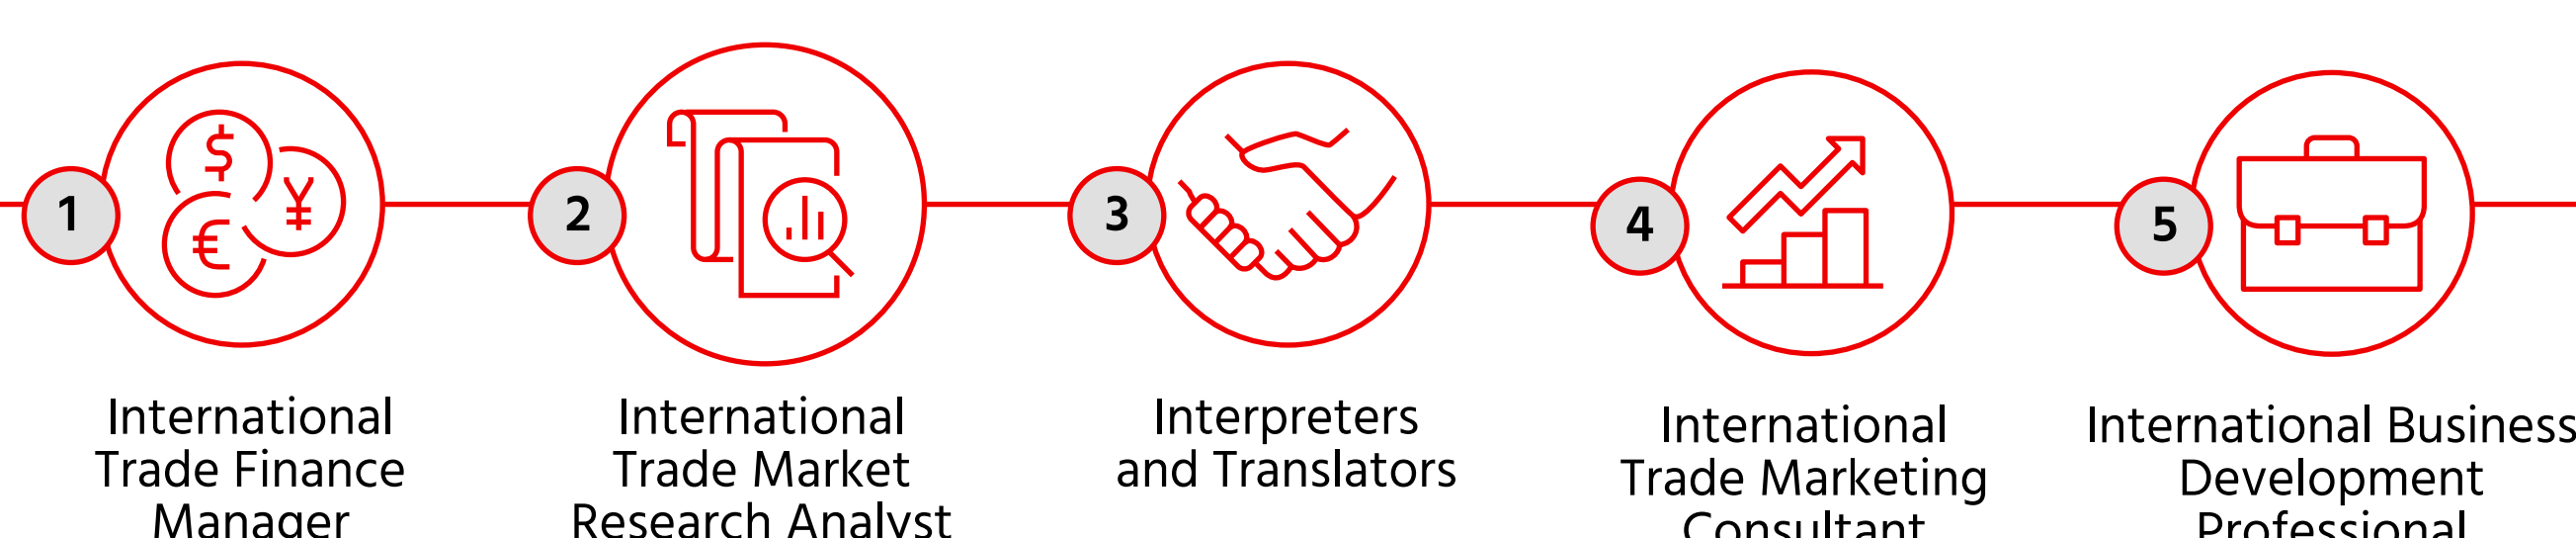 1
$
¥
€
International
Trade Finance
Manager
2
International
Trade Market
Research Analyst
3
Interpreters
and Translators
4
International
Trade Marketing
Consultant
5
International Business
Development
Professional